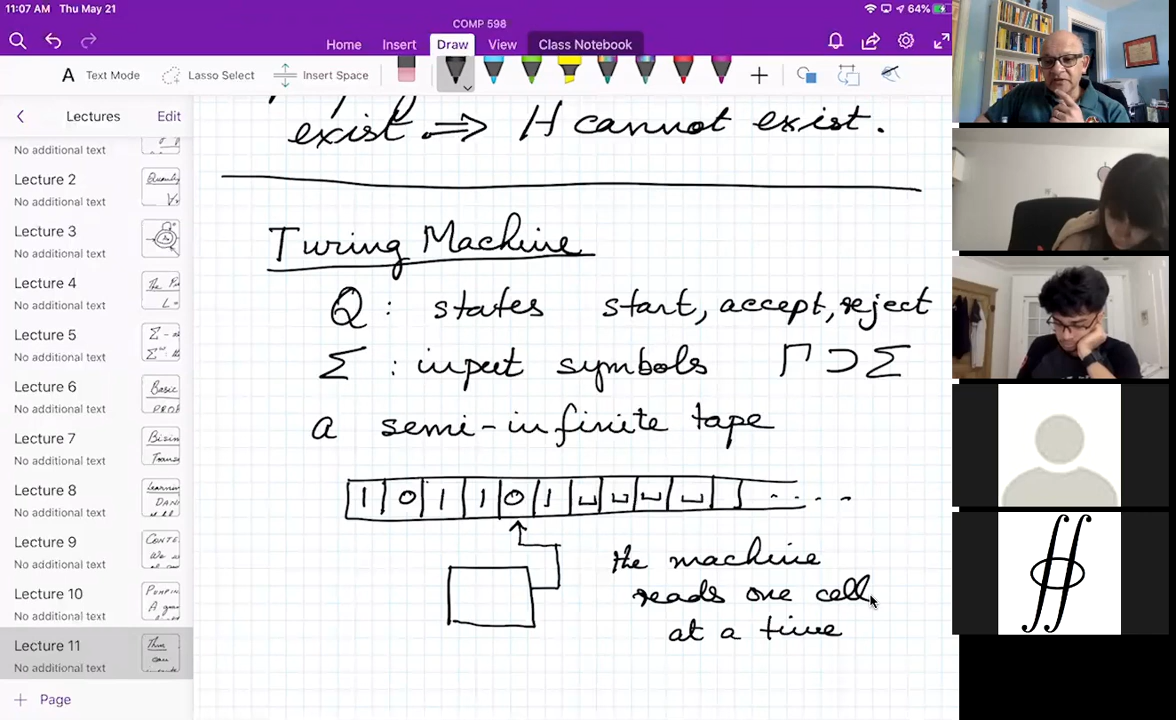 11:07 AM Thu May 21
64%
COMP 598
Home Insert Draw View Class Notebook
A Text Mode Lasso Select Insert Space
Lectures Edit
No additional text
Lecture 2
No additional text
Lecture 3
No additional text
Lecture 4
No additional text
Lecture 5
No additional text
Lecture 6
No additional text
Lecture 7
No additional text
Lecture 8
No additional text
Lecture 9
No additional text
Lecture 10
No additional text
Lecture 11
No additional text
+ Page
exist ⇒ H cannot exist.
Turing Machine
Q : states start, accept, reject
Σ : input symbols Γ ⊃ Σ
a semi-infinite tape
1 0 1 1 0 1 ⊔ ⊔ ⊔ ⊔ ....
the machine
reads one cell
at a time
∯